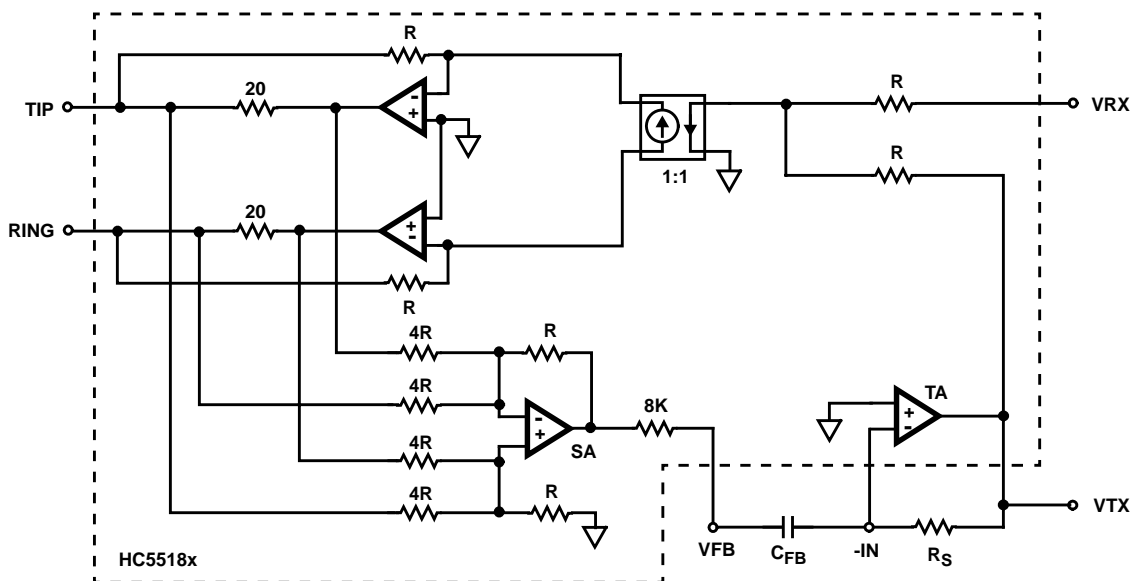 R
20
TIP
-
+
R
VRX
R
1:1
20
RING
+
-
R
4R
R
4R
-
+
SA
8K
TA
+
-
4R
4R
R
VTX
VFB
CFB
-IN
RS
HC5518x